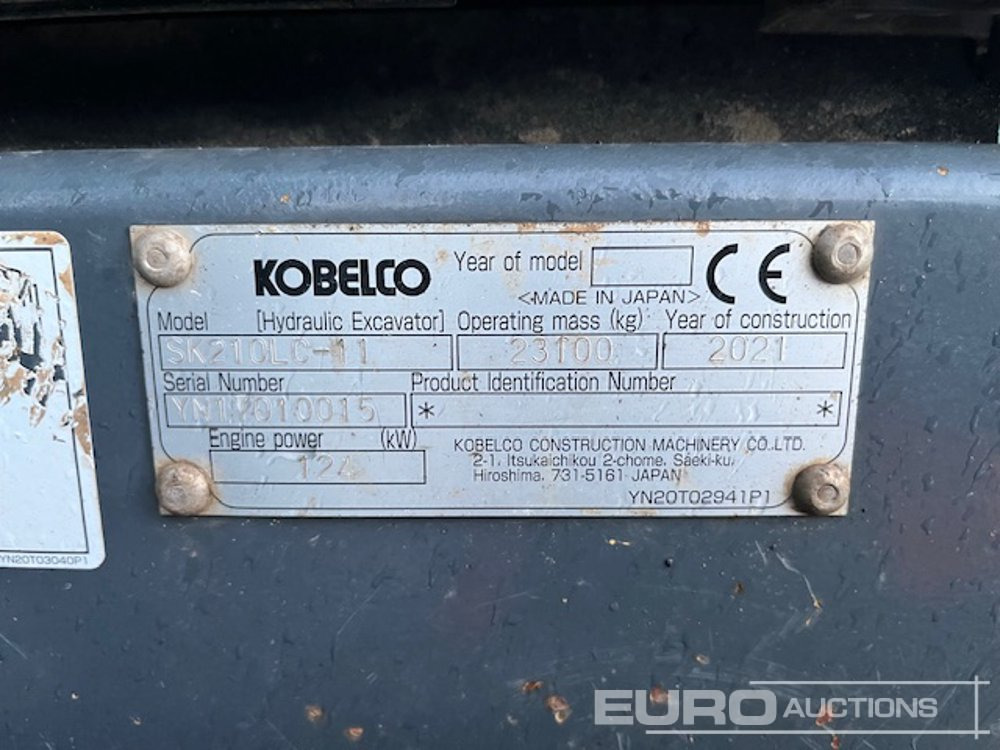 KOBELCO
Year of model
CE
<MADE IN JAPAN>
Model [Hydraulic Excavator] Operating mass (kg) Year of construction
SK210LC-11 23100 2021
Serial Number Product Identification Number
* *
Engine power (kW)
124
KOBELCO CONSTRUCTION MACHINERY CO.,LTD.
2-1, Itsukaichikou 2-chome, Saeki-ku,
Hiroshima, 731-5161 JAPAN
YN20T02941P1
YN20T03040P1
EURO AUCTIONS